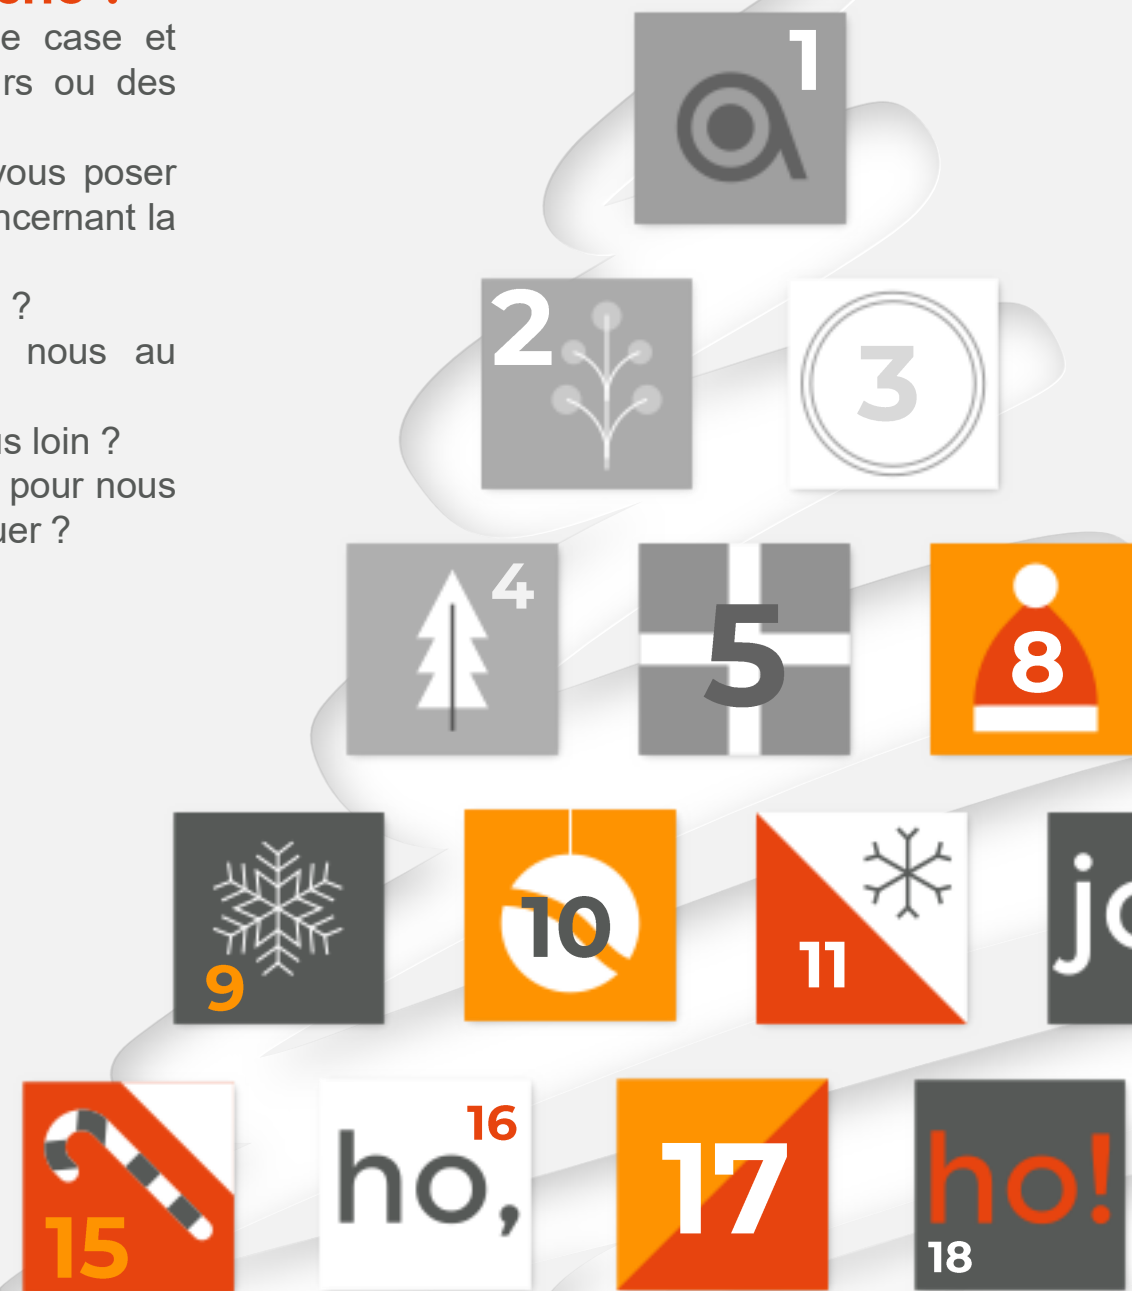 e case et
rs ou des
vous poser
ncernant la
?
nous au
s loin ?
pour nous
uer ?
1
2
3
4
5
8
9
10
11
15
16
ho,
17
ho!
18